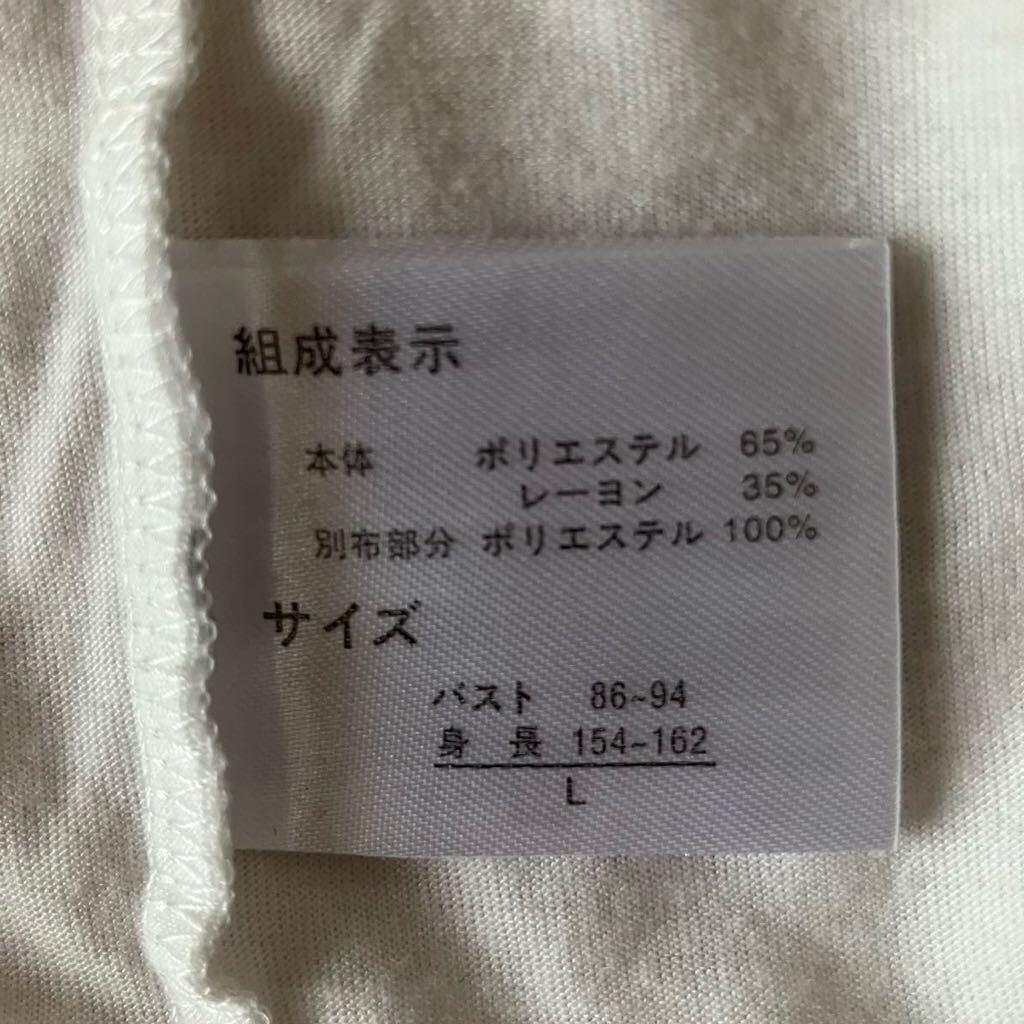 組成表示
本体 ポリエステル 65%
レーヨン 35%
別布部分 ポリエステル 100%
サイズ
バスト 86~94
身 長 154~162
L